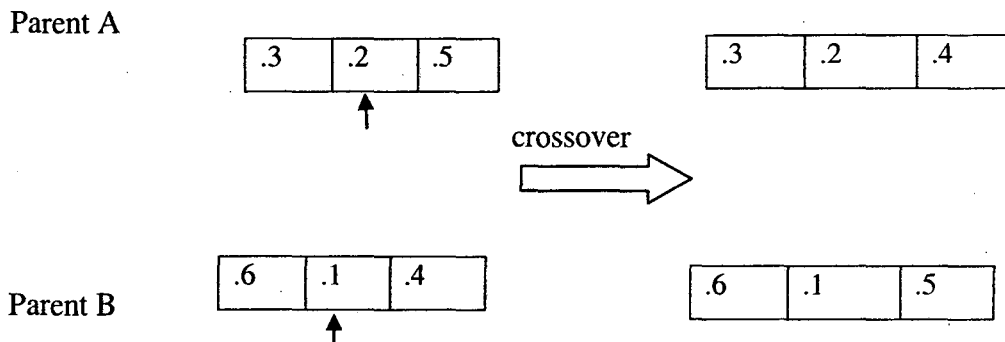 Parent A
.3 .2 .5
.3 .2 .4
crossover
.6 .1 .4
.6 .1 .5
Parent B